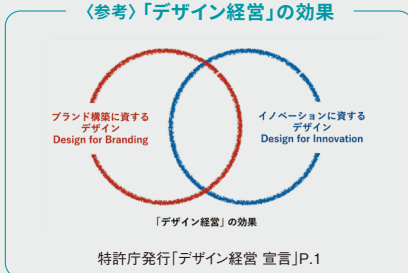 〈参考〉「デザイン経営」の効果
ブランド構築に資する
デザイン
Design for Branding
イノベーションに資する
デザイン
Design for Innovation
「デザイン経営」の効果
特許庁発行「デザイン経営 宣言」P.1